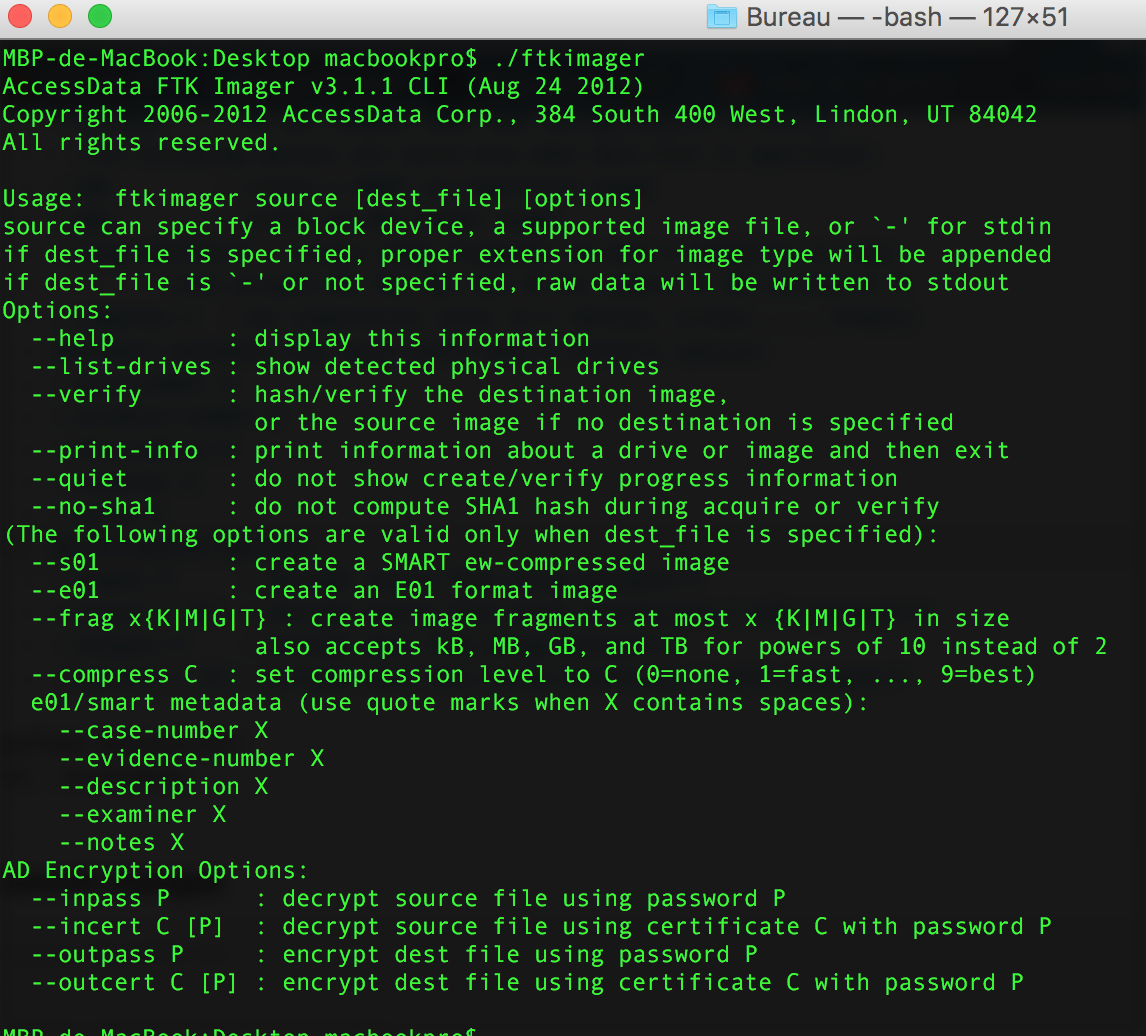 Bureau — -bash — 127×51
MBP-de-MacBook:Desktop macbookpro$ ./ftkimager
AccessData FTK Imager v3.1.1 CLI (Aug 24 2012)
Copyright 2006-2012 AccessData Corp., 384 South 400 West, Lindon, UT 84042
All rights reserved.
Usage:  ftkimager source [dest_file] [options]
source can specify a block device, a supported image file, or `-' for stdin
if dest_file is specified, proper extension for image type will be appended
if dest_file is `-' or not specified, raw data will be written to stdout
Options:
  --help        : display this information
  --list-drives : show detected physical drives
  --verify      : hash/verify the destination image,
                  or the source image if no destination is specified
  --print-info  : print information about a drive or image and then exit
  --quiet       : do not show create/verify progress information
  --no-sha1     : do not compute SHA1 hash during acquire or verify
(The following options are valid only when dest_file is specified):
  --s01         : create a SMART ew-compressed image
  --e01         : create an E01 format image
  --frag x{K|M|G|T} : create image fragments at most x {K|M|G|T} in size
                  also accepts kB, MB, GB, and TB for powers of 10 instead of 2
  --compress C  : set compression level to C (0=none, 1=fast, ..., 9=best)
  e01/smart metadata (use quote marks when X contains spaces):
    --case-number X
    --evidence-number X
    --description X
    --examiner X
    --notes X
AD Encryption Options:
  --inpass P      : decrypt source file using password P
  --incert C [P]  : decrypt source file using certificate C with password P
  --outpass P     : encrypt dest file using password P
  --outcert C [P] : encrypt dest file using certificate C with password P
MBP-de-MacBook:Desktop macbookpro$